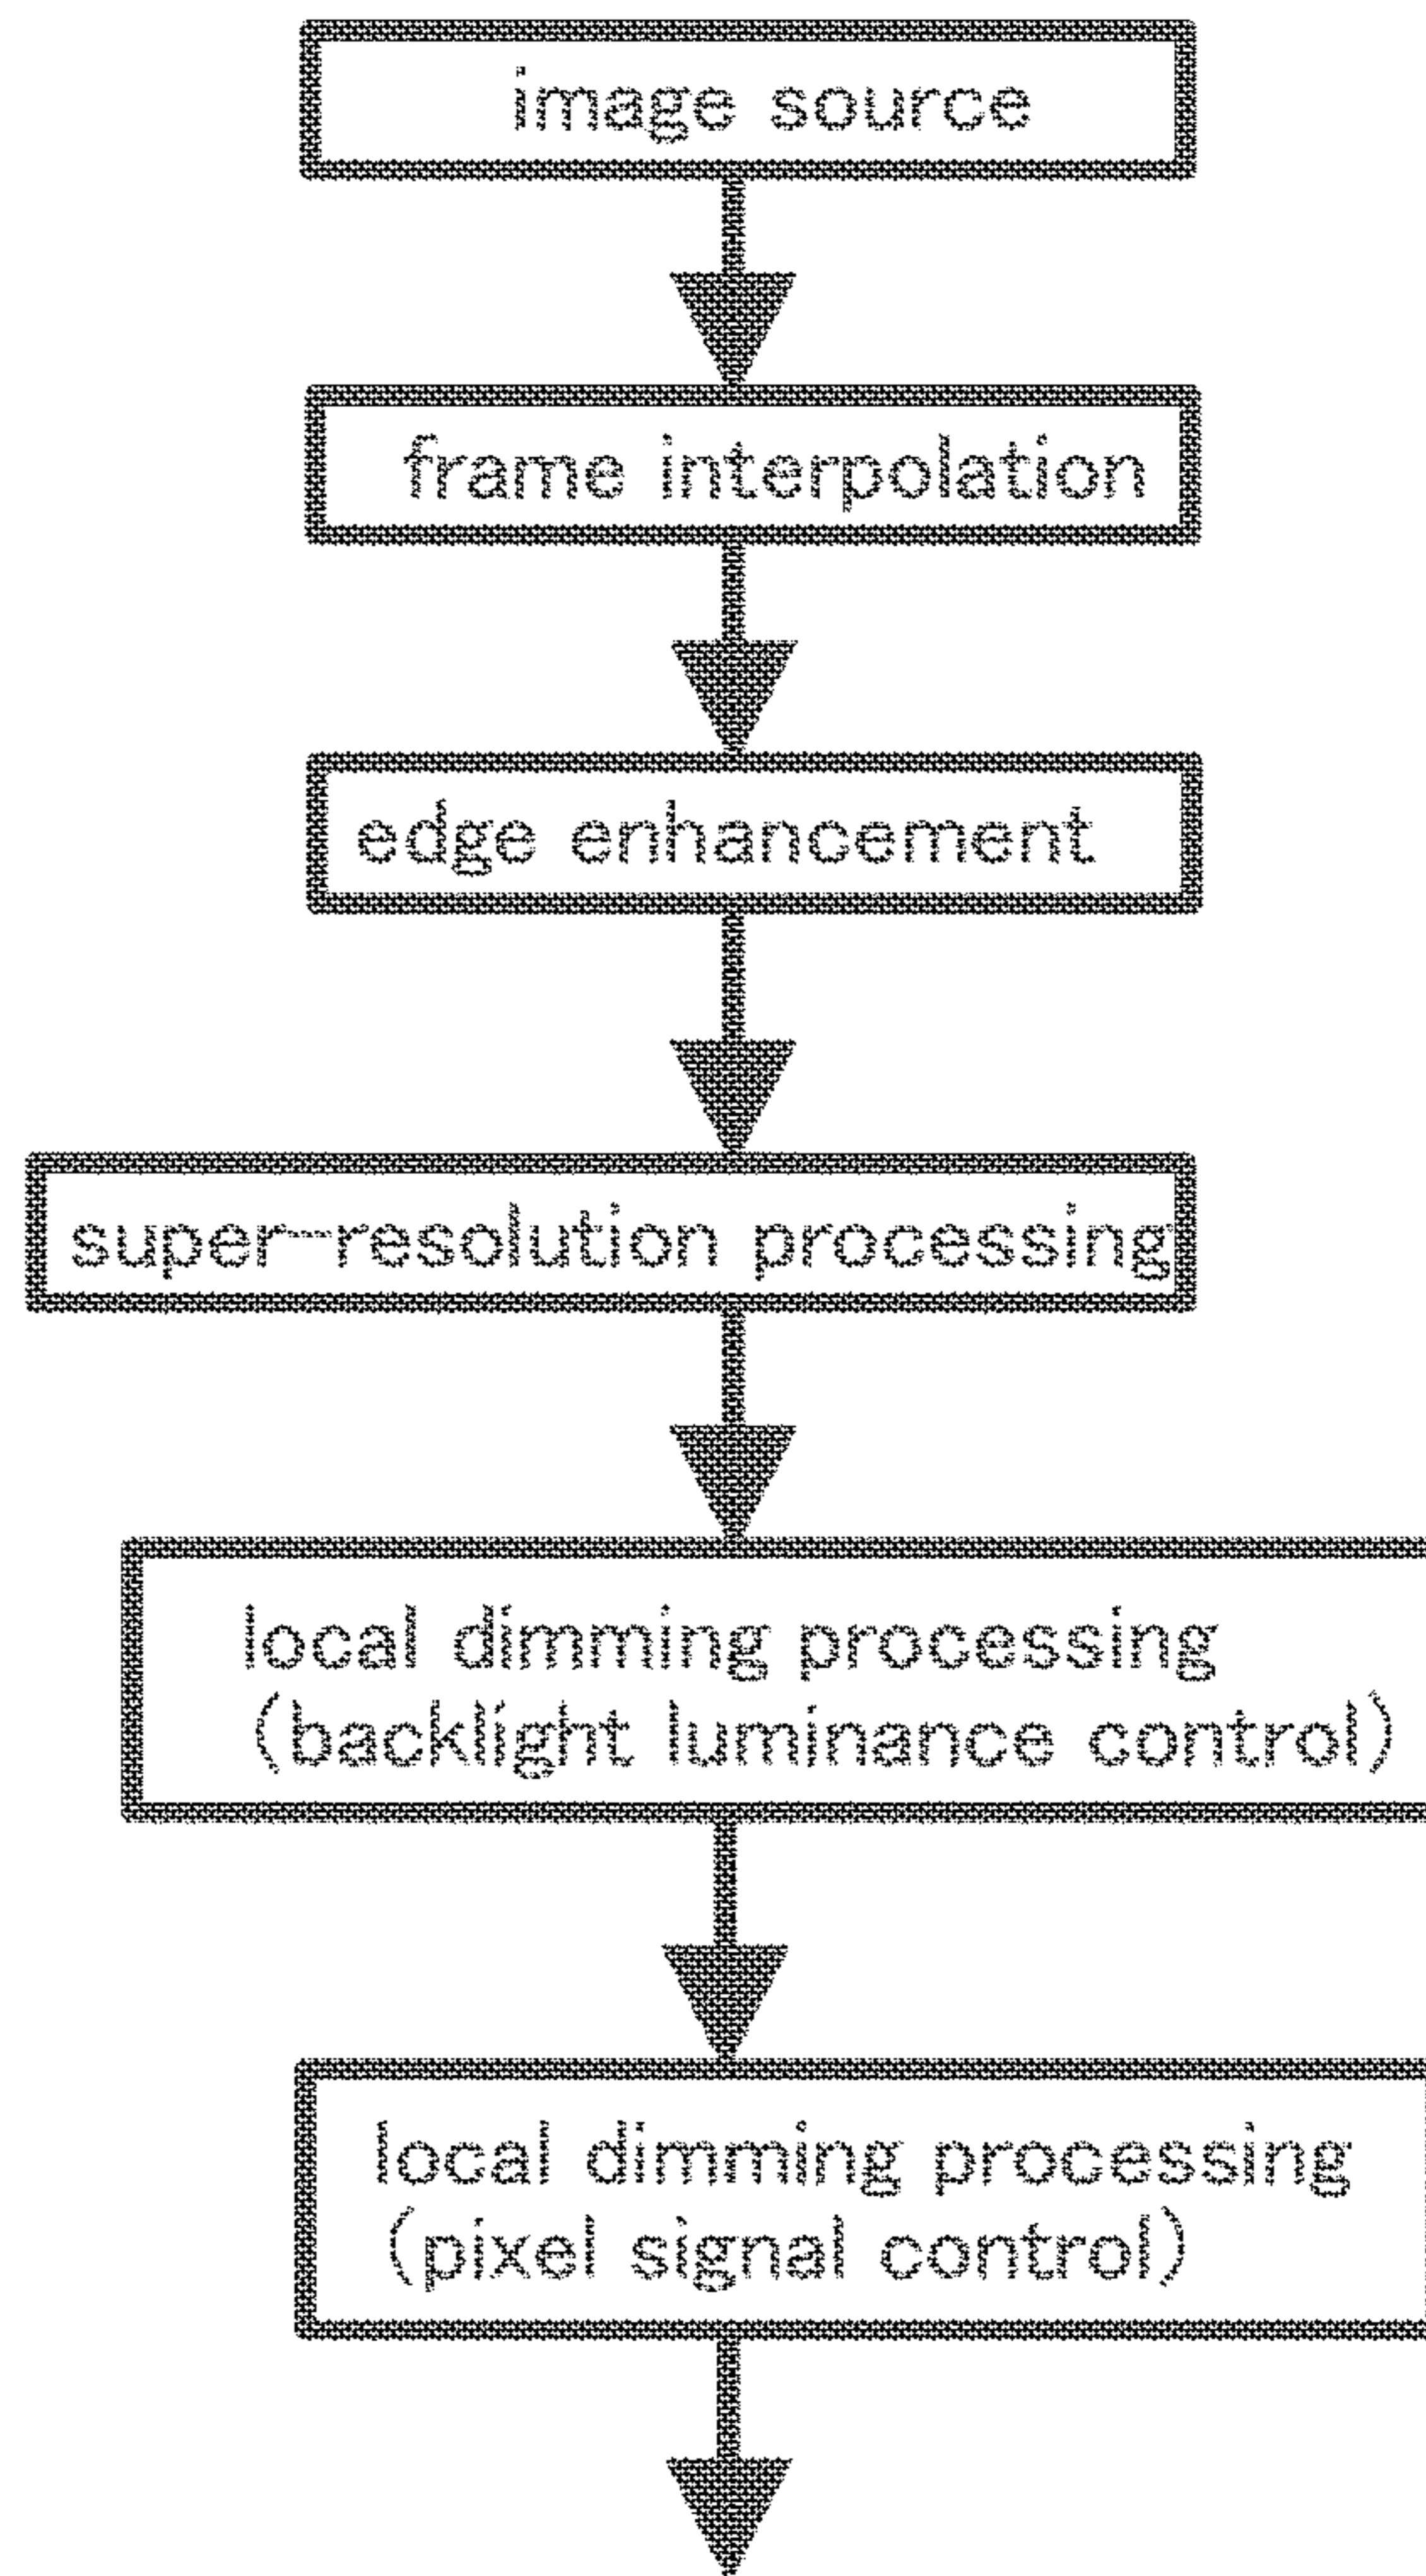 image source
frame interpolation
edge enhancement
super-resolution processing
local dimming processing
(backlight luminance control)
local dimming processing
(pixel signal control)